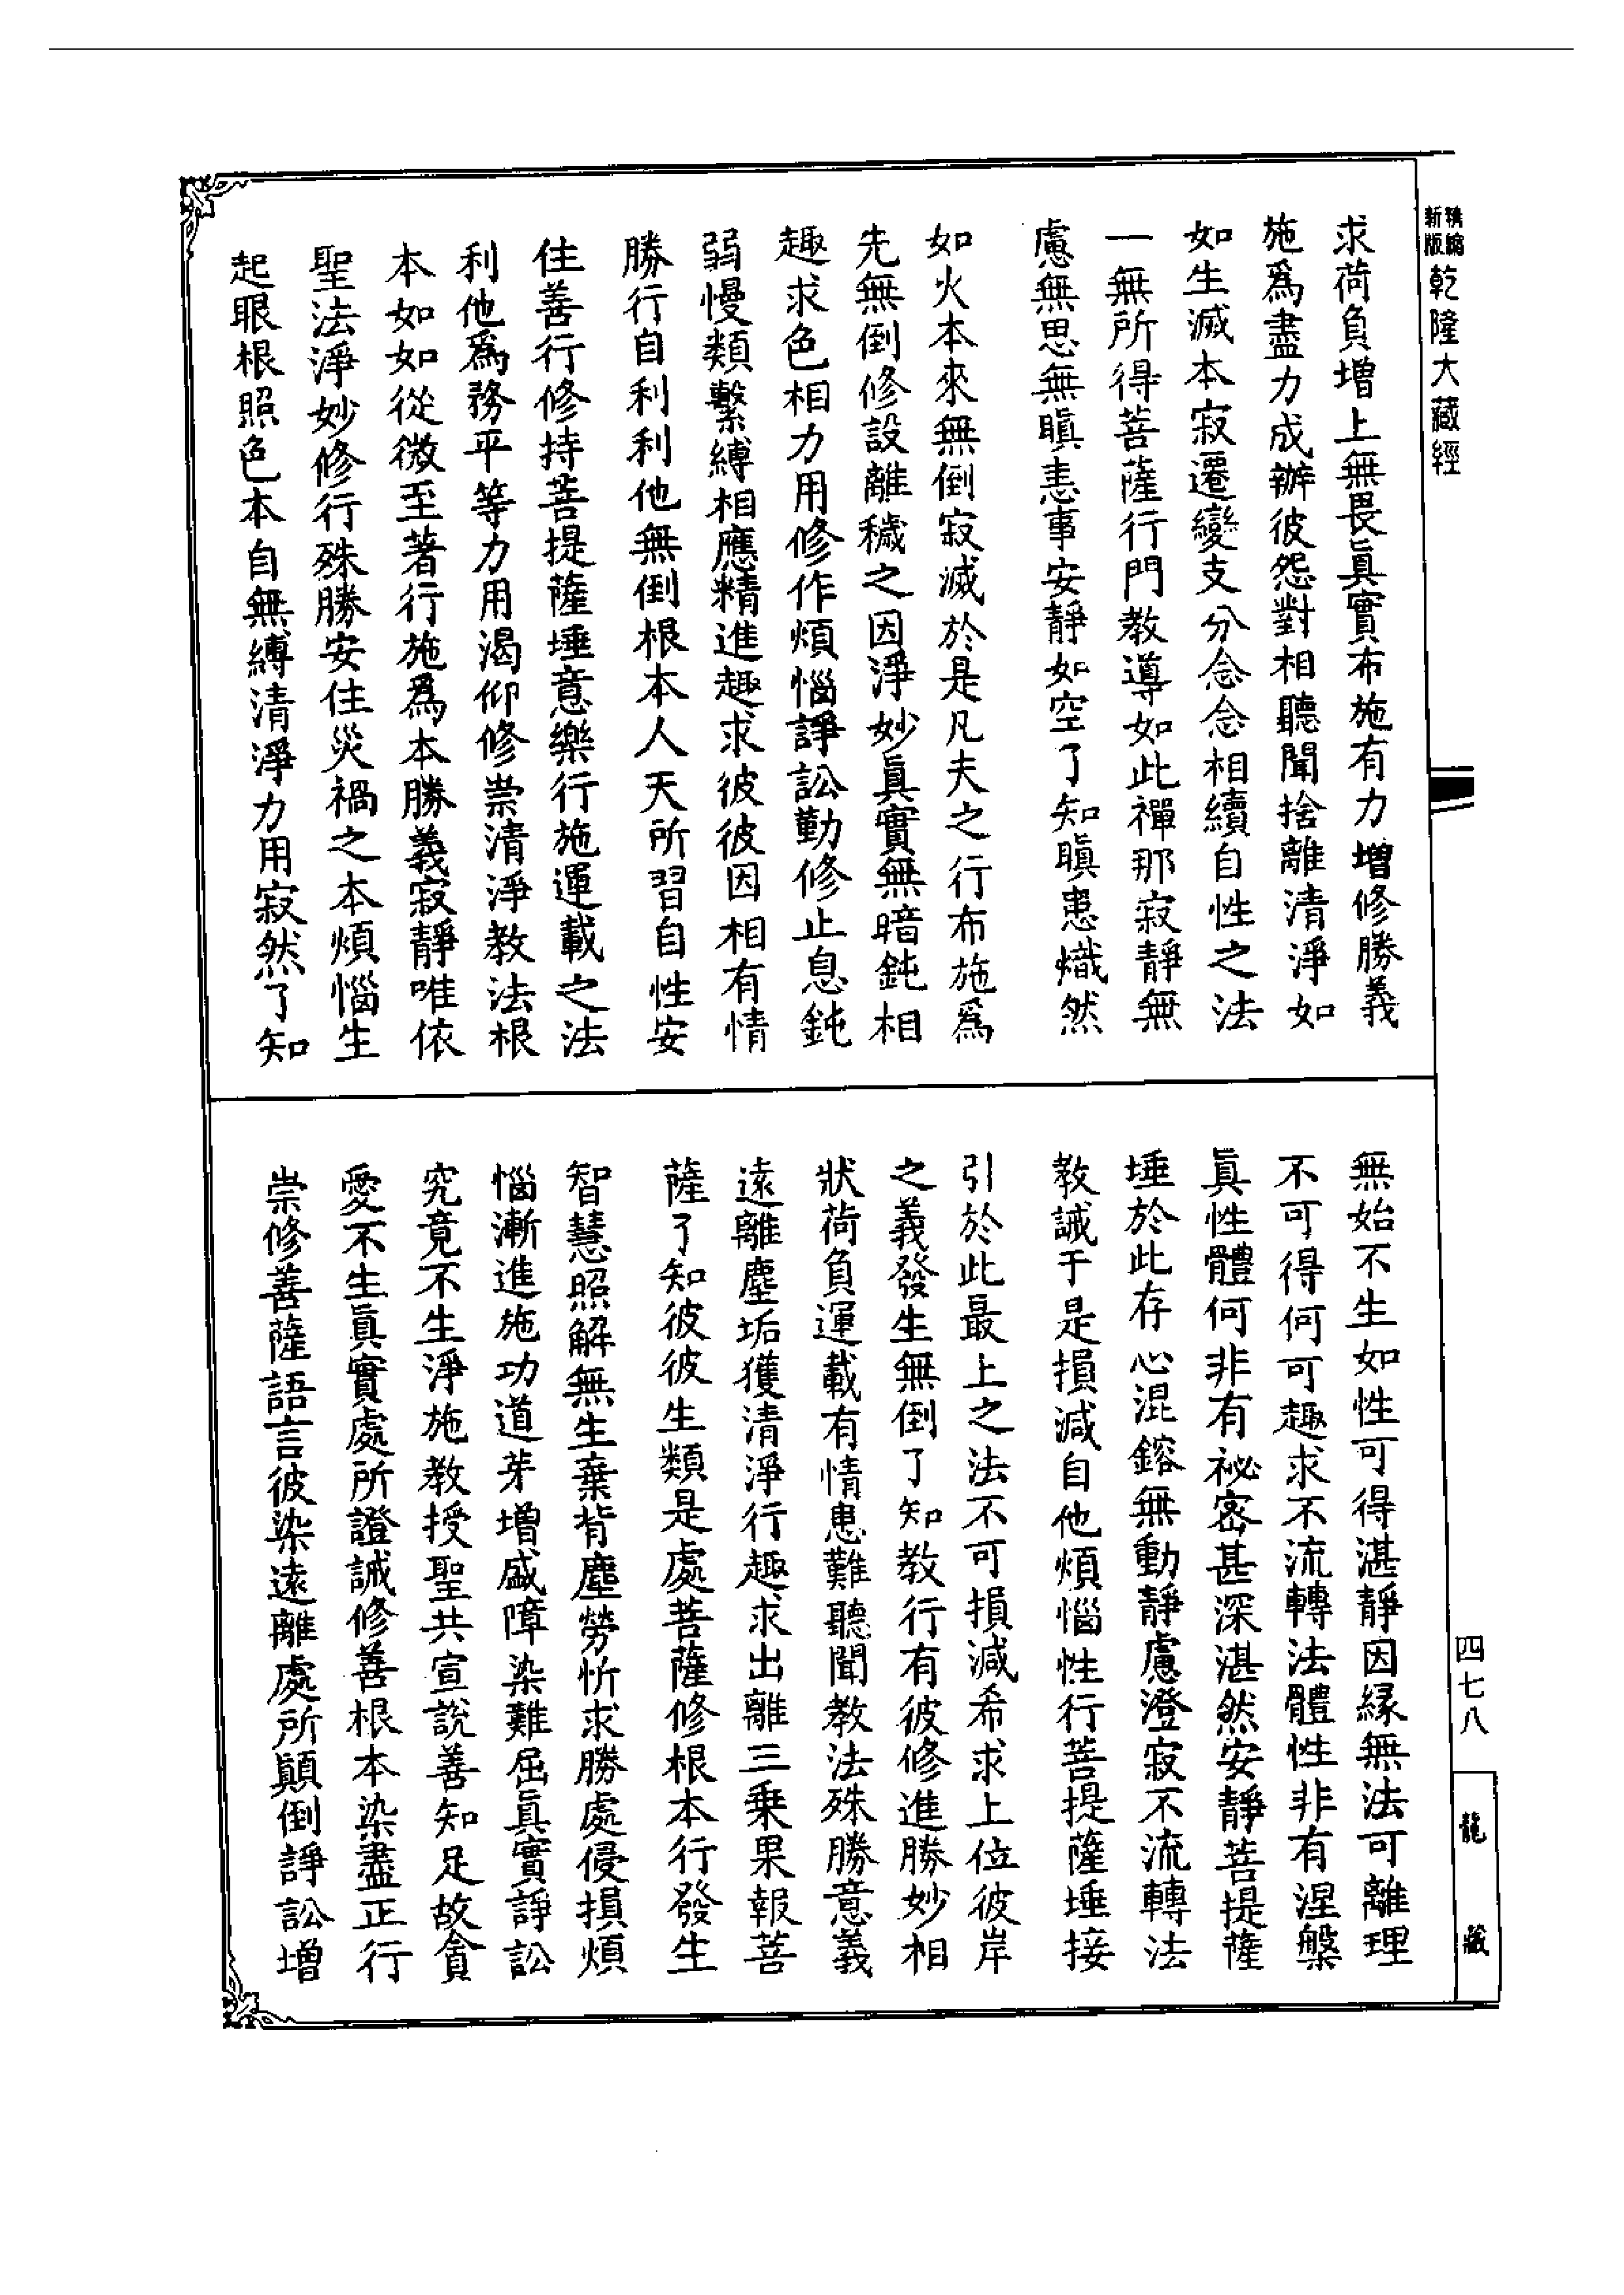 新版精編乾隆大藏經
求荷負增上無畏真實布施有力增修勝義
施為盡力成辦彼怨對相聽聞捨離清淨如
如生滅本寂遷變支分念念相續自性之法
一無所得菩薩行門教導如此禪那寂靜無
慮無思無瞋恚事安靜如空了知瞋恚熾然
如火本來無倒寂滅於是凡夫之行布施為
先無倒修設離穢之因淨妙真實無暗鈍相
趣求色相力用修作煩惱諍訟勤修止息鈍
弱慢類繫縛相應精進趣求彼彼因相有情
勝行自利利他無倒根本人天所習自性安
住善行修持菩提薩埵意樂行施運載之法
利他為務平等力用渴仰修崇清淨教法根
本如如從微至著行施為本勝義寂靜唯依
聖法淨妙修行殊勝安住災禍之本煩惱生
起眼根照色本自無縛清淨力用寂然了知
無始不生如性可得湛靜因緣無法可離理
不可得何可趣求不流轉法體性非有涅槃
真性體何非有祕密甚深湛然安靜菩提薩
埵於此存心混鎔無動靜慮澄寂不流轉法
教誡于是損減自他煩惱性行菩提薩埵接
引於此最上之法不可損減希求上位彼岸
之義發生無倒了知教行有彼修進勝妙相
狀荷負運載有情患難聽聞教法殊勝意義
遠離塵垢獲清淨行趣求出離三乘果報菩
薩了知彼彼生類是處菩薩修根本行發生
智慧照解無生棄背塵勞忻求勝處侵損煩
惱漸進施功道芽增盛障染難屈真實諍訟
究竟不生淨施教授聖共宣說善知足故貪
愛不生真實處所證誠修善根本染盡正行
崇修善薩語言彼染遠離處所顛倒諍訟增
四七八
龍藏